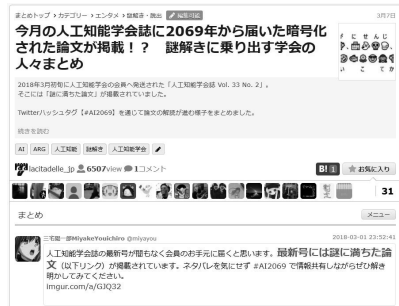 まとめトップ > カテゴリー > エンタメ > 謎解き・脱出 編集可能
3月7日
今月の人工知能学会誌に2069年から届いた暗号化された論文が掲載！？ 謎解きに乗り出す学会の人々まとめ
2018年3月初旬に人工知能学会の会員へ発送された「人工知能学会誌 Vol. 33 No. 2」。
そこには「謎に満ちた論文」が掲載されていました。
Twitterハッシュタグ【#AI2069】を通じて論文の解読が進む様子をまとめました。
続きを読む
AI ARG 人工知能 謎解き 人工知能学会
lacitadelle_jp 6507view 1コメント
B! 1 お気に入り
31
まとめ
メニュー
三宅陽一郎MiyakeYouichiro @miyayou
2018-03-01 23:52:41
人工知能学会誌の最新号が間もなく会員のお手元に届くと思います。最新号には謎に満ちた論
文（以下リンク）が掲載されています。ネタバレを気にせず #AI2069 で情報共有しながらぜひ解き
明かしてみてください。
imgur.com/a/GJQ32